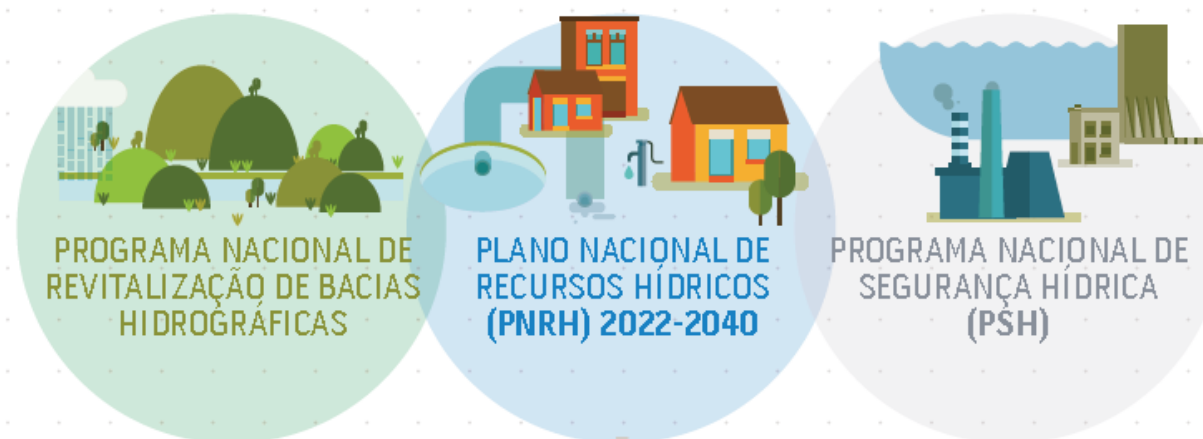 PROGRAMA NACIONAL DE
REVITALIZAÇÃO DE BACIAS
HIDROGRÁFICAS
PLANO NACIONAL DE
RECURSOS HÍDRICOS
(PNRH) 2022-2040
PROGRAMA NACIONAL DE
SEGURANÇA HÍDRICA
(PSH)